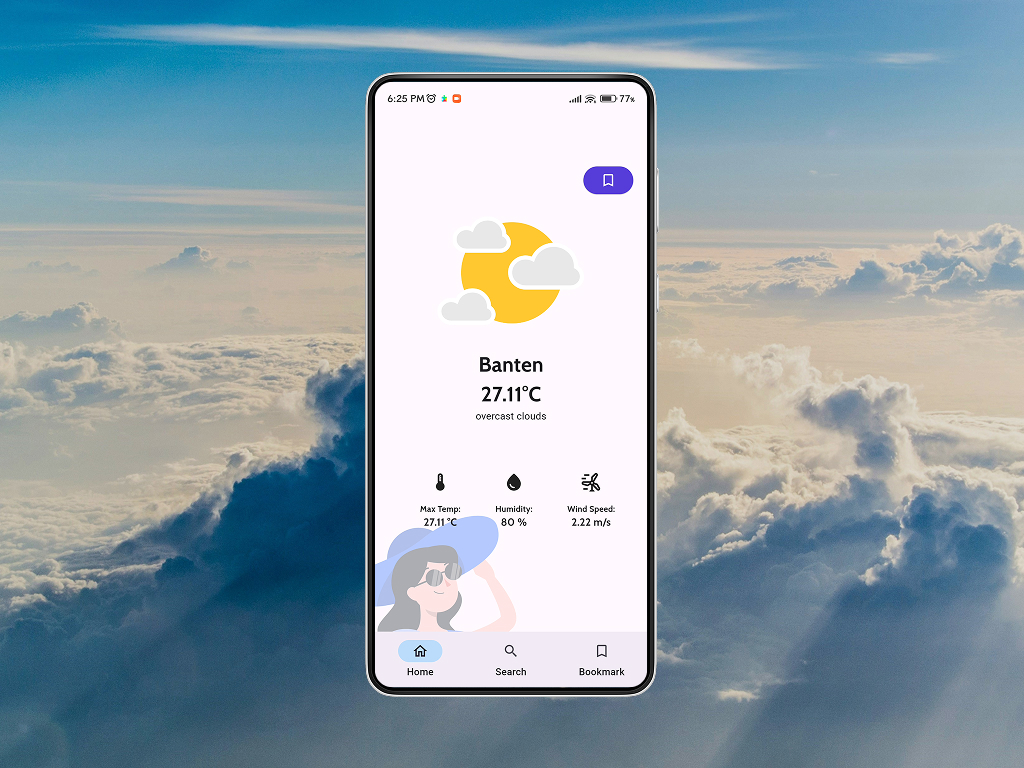 6:25 PM 77%
Banten
27.11°C
overcast clouds
Max Temp: Humidity: Wind Speed:
27.11 °C 80 % 2.22 m/s
Home Search Bookmark